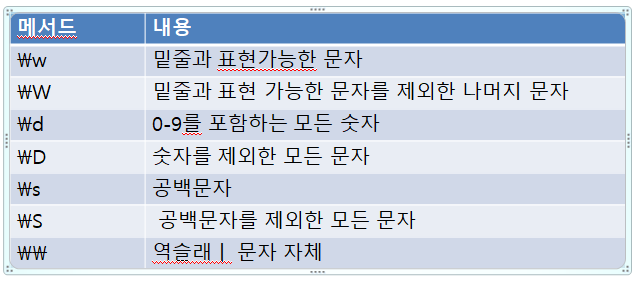 메서드 내용
₩w 밑줄과 표현가능한 문자
₩W 밑줄과 표현 가능한 문자를 제외한 나머지 문자
₩d 0-9를 포함하는 모든 숫자
₩D 숫자를 제외한 모든 문자
₩s 공백문자
₩S 공백문자를 제외한 모든 문자
₩₩ 역슬래ㅣ 문자 자체